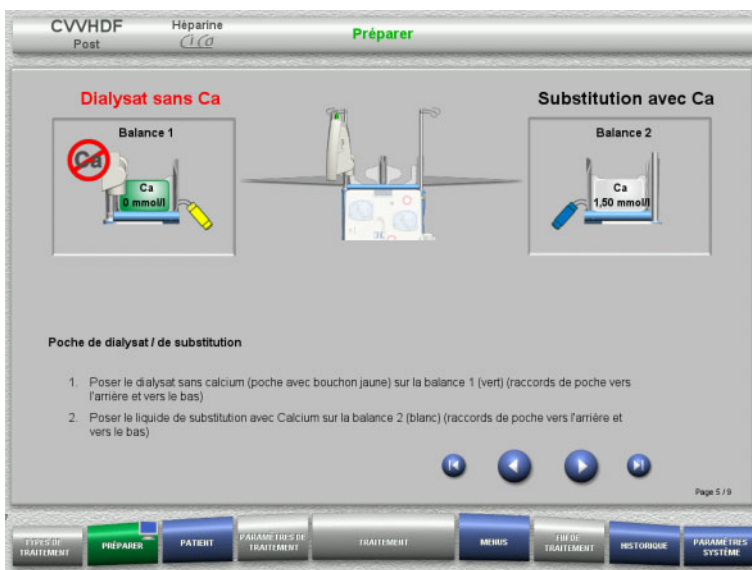 CVVHDF
Post
Héparine
Ci Ca
Préparer
Dialysat sans Ca
Substitution avec Ca
Balance 1
Ca
Ca
0 mmol/l
Balance 2
Ca
1,50 mmol/l
Poche de dialysat / de substitution
1. Poser le dialysat sans calcium (poche avec bouchon jaune) sur la balance 1 (vert) (raccords de poche vers
l'arrière et vers le bas)
2. Poser le liquide de substitution avec Calcium sur la balance 2 (blanc) (raccords de poche vers l'arrière et
vers le bas)
Page 5 / 9
TYPES DE
TRAITEMENT
PRÉPARER
PATIENT
PARAMÈTRES DE
TRAITEMENT
TRAITEMENT
MENUS
FIN DE
TRAITEMENT
HISTORIQUE
PARAMÈTRES
SYSTÈME